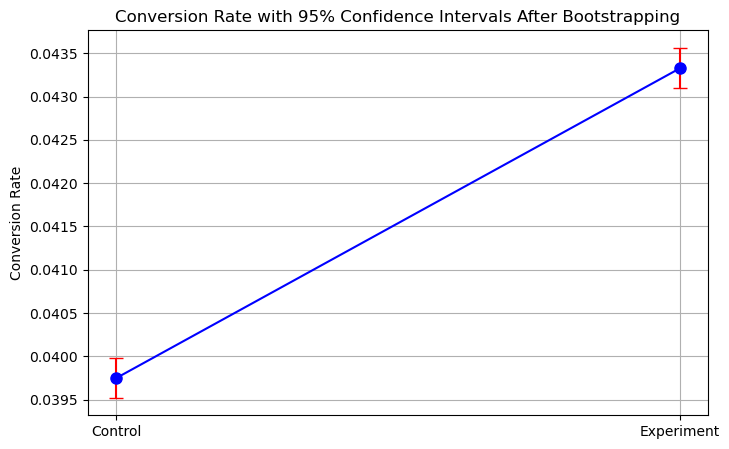 Conversion Rate with 95% Confidence Intervals After Bootstrapping
Conversion Rate
0.0435
0.0430
0.0425
0.0420
0.0415
0.0410
0.0405
0.0400
0.0395
Control
Experiment